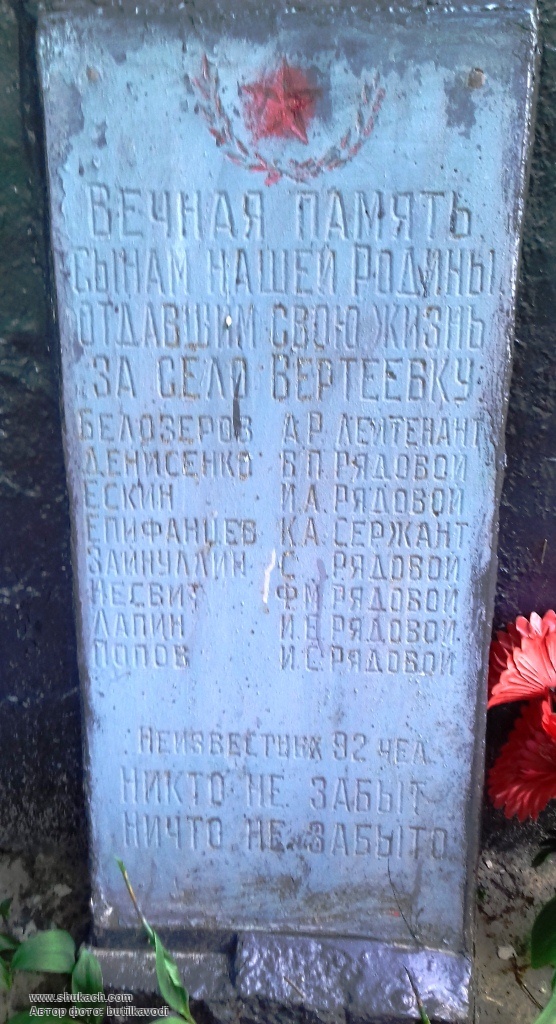 Вечная память
сынам нашей Родины
отдавшим свою жизнь
за село Вертеевку
Белозеров А.Р. лейтенант
Денисенко В.П. рядовой
Ескин И.А. рядовой
Епифанцев К.А. сержант
Зайнуллин С. рядовой
Несвит Ф.М. рядовой
Лапин И.Е. рядовой
Попов И.С. рядовой
Неизвестных 92 чел.
Никто не забыт
ничто не забыто
www.shukach.com
Автор фото: butilkavodi